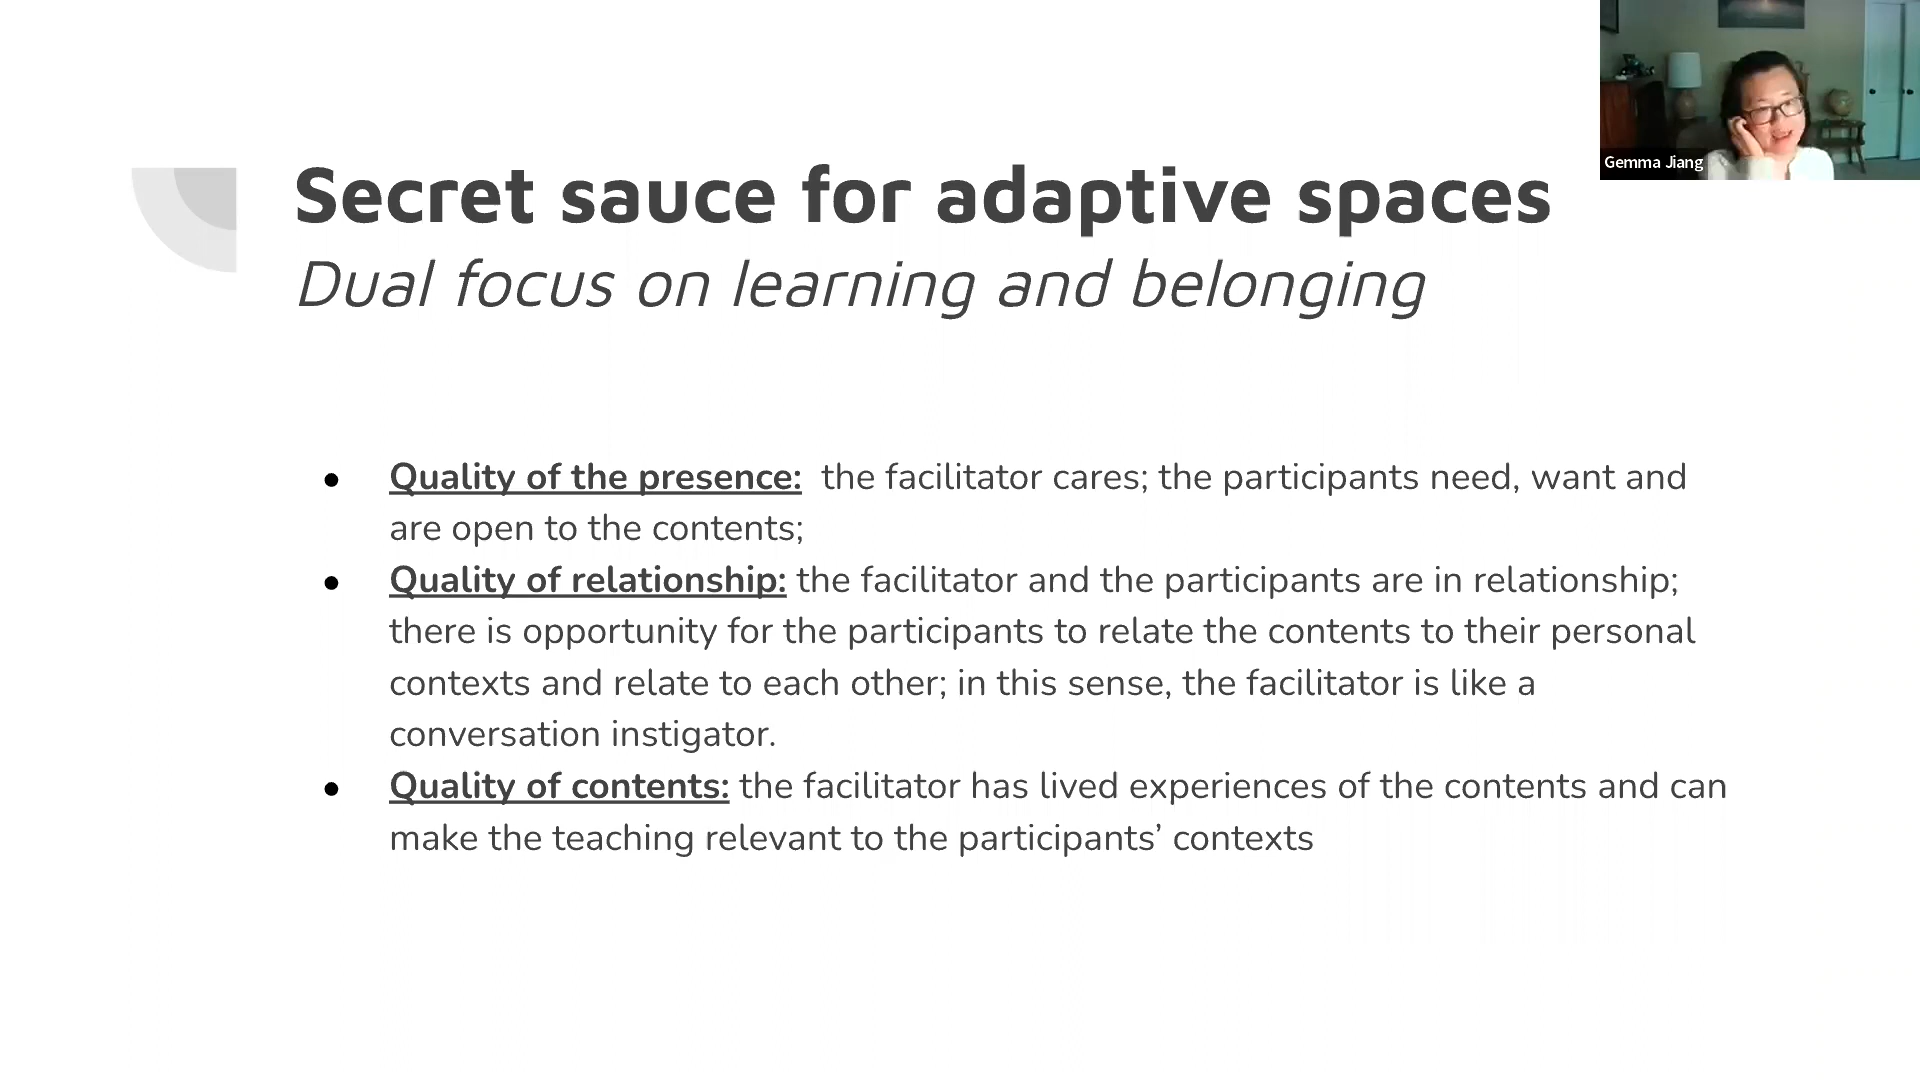 Gemma Jiang
Secret sauce for adaptive spaces
Dual focus on learning and belonging
● Quality of the presence:  the facilitator cares; the participants need, want and
are open to the contents;
● Quality of relationship: the facilitator and the participants are in relationship;
there is opportunity for the participants to relate the contents to their personal
contexts and relate to each other; in this sense, the facilitator is like a
conversation instigator.
● Quality of contents: the facilitator has lived experiences of the contents and can
make the teaching relevant to the participants’ contexts